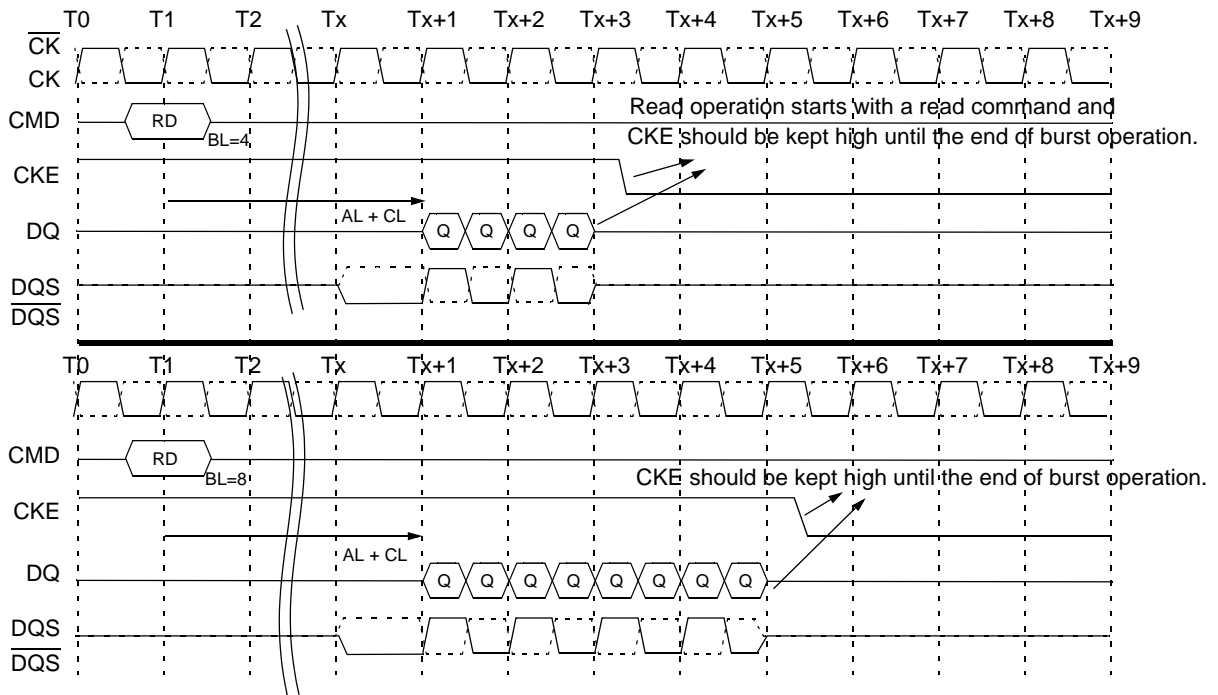 T0 T1 T2 Tx Tx+1 Tx+2 Tx+3 Tx+4 Tx+5 Tx+6 Tx+7 Tx+8 Tx+9
CK
CK
CMD RD BL=4
Read operation starts with a read command and
CKE should be kept high until the end of burst operation.
CKE
AL + CL
DQ Q Q Q Q
DQS
DQS
T0 T1 T2 Tx Tx+1 Tx+2 Tx+3 Tx+4 Tx+5 Tx+6 Tx+7 Tx+8 Tx+9
CMD RD BL=8
CKE should be kept high until the end of burst operation.
CKE
AL + CL
DQ Q Q Q Q Q Q Q Q
DQS
DQS